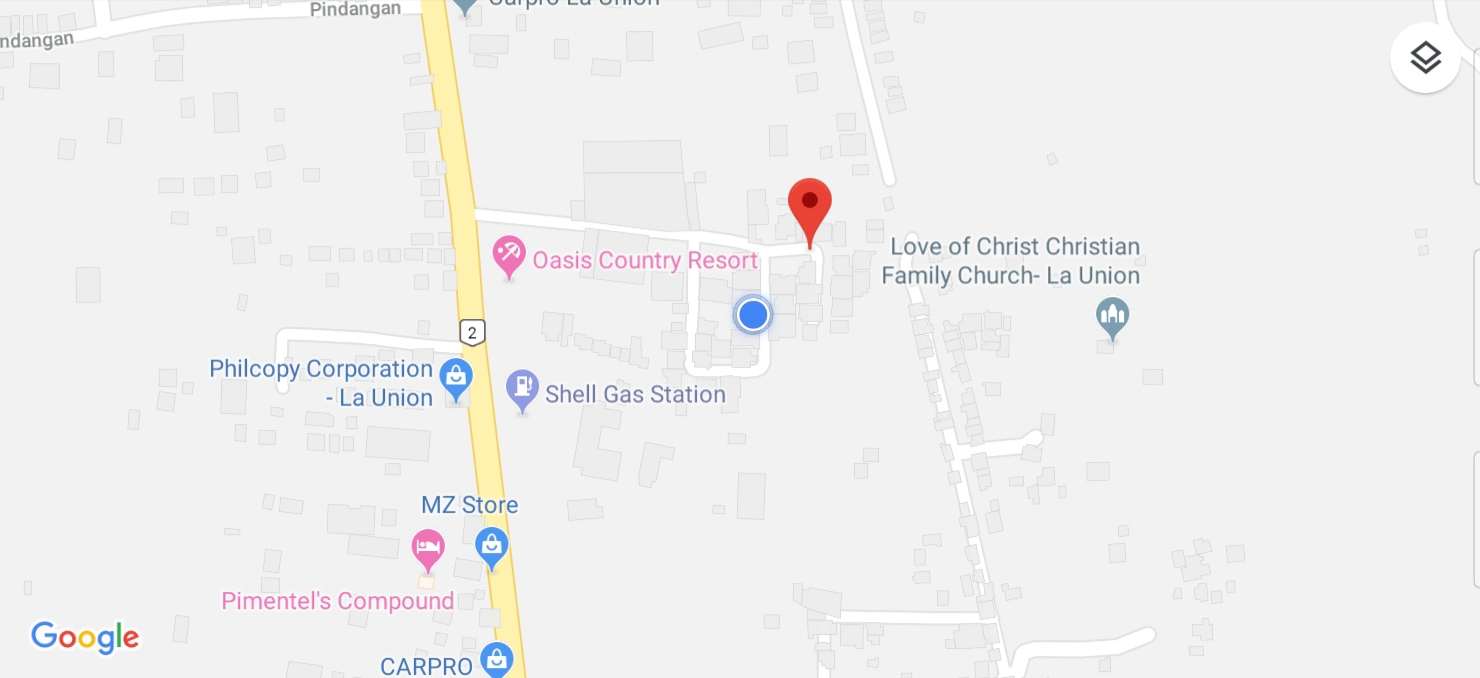 Carpro La Union
Pindangan
ndangan
Oasis Country Resort
Love of Christ Christian
Family Church- La Union
2
Philcopy Corporation
- La Union
Shell Gas Station
MZ Store
Pimentel's Compound
Google
CARPRO